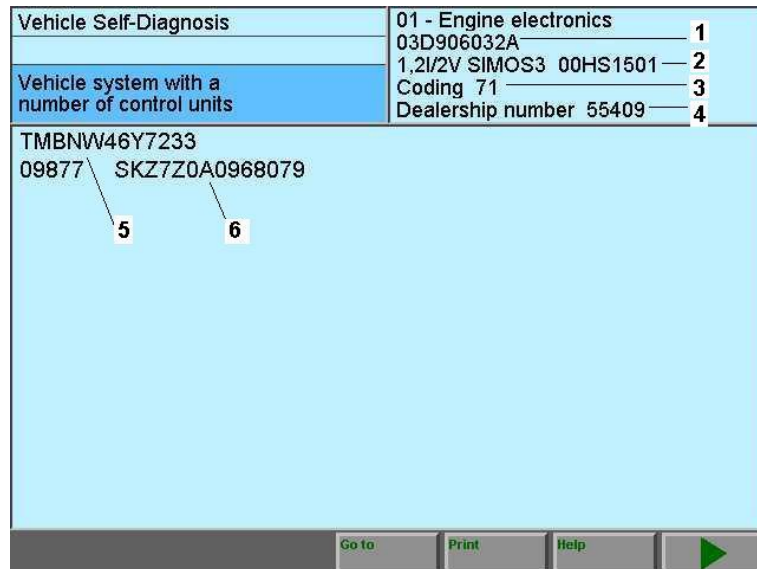 Vehicle Self-Diagnosis
Vehicle system with a
number of control units
01 - Engine electronics
03D906032A
1,2l/2V SIMOS3 00HS1501
Coding 71
Dealership number 55409
1
2
3
4
TMBNW46Y7233
09877 SKZ7Z0A0968079
5 6
Go to Print Help